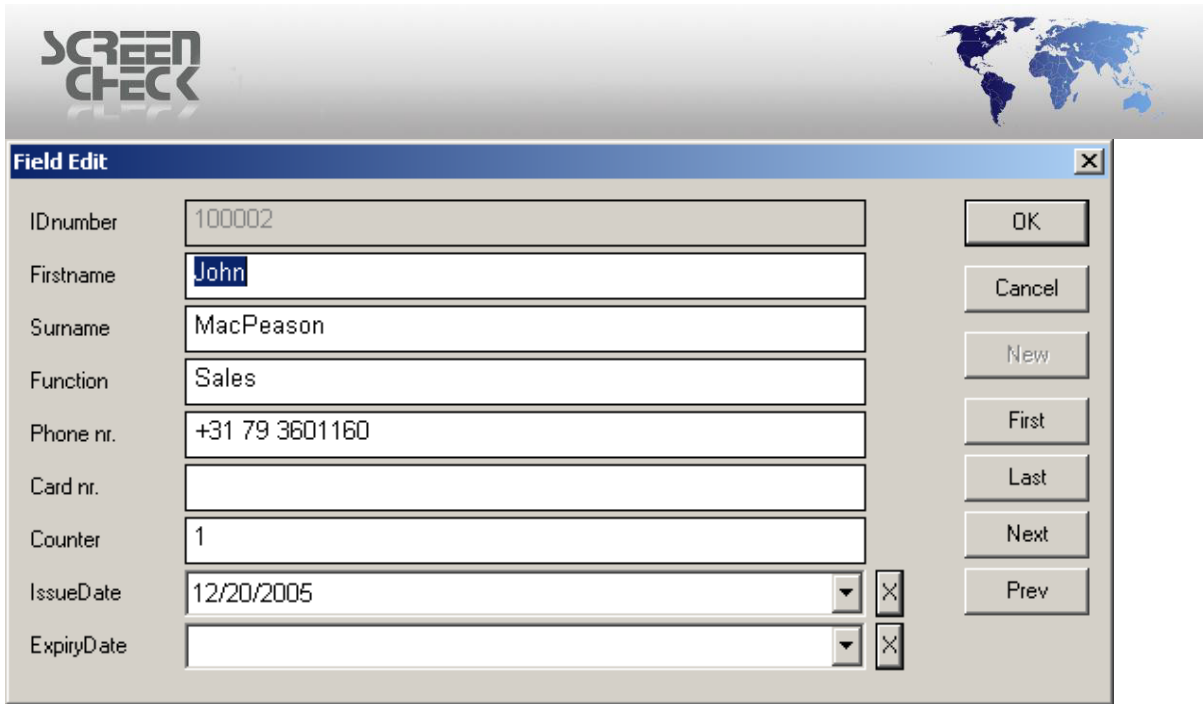 SCREEN
CHECK
Field Edit
IDnumber 100002 OK
Firstname John Cancel
Surname MacPeason New
Function Sales
Phone nr. +31 79 3601160 First
Card nr. Last
Counter 1 Next
IssueDate 12/20/2005 X Prev
ExpiryDate X